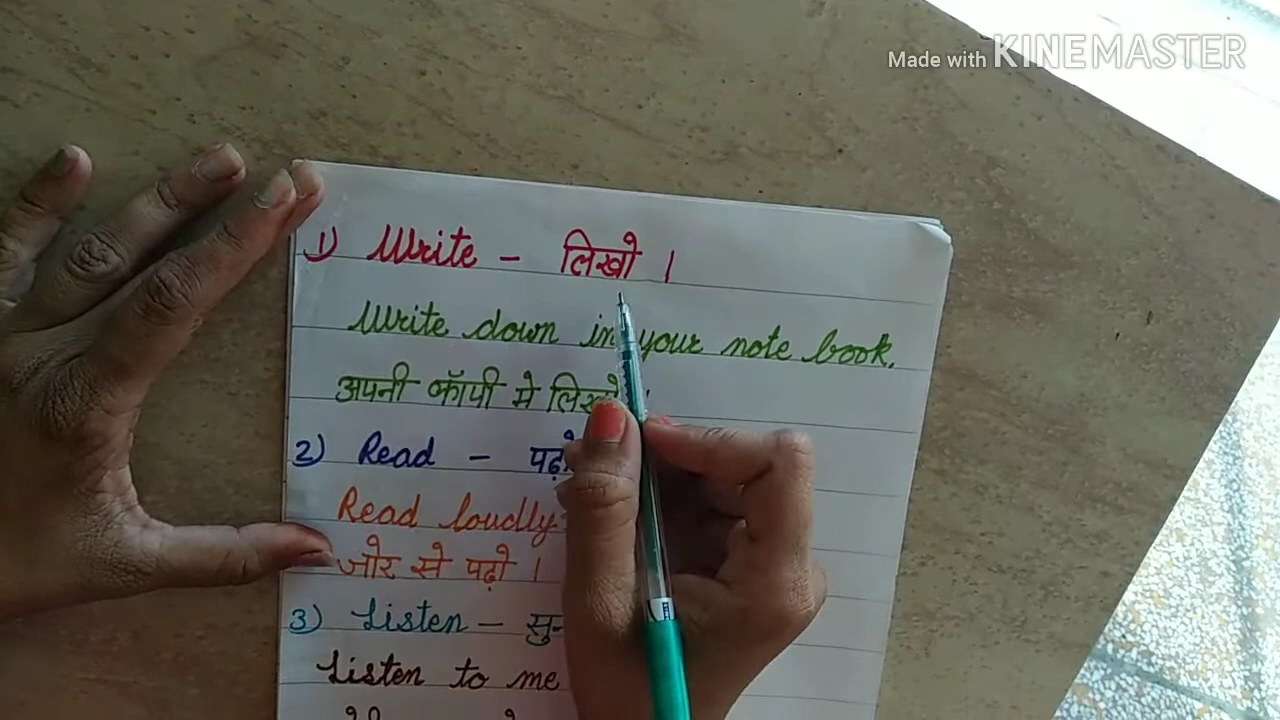 Made with KINEMASTER
1) Write - लिखो ।
Write down in your note book.
अपनी कॉपी मे लिखो ।
2) Read - पढ़ो
Read loudly
जोर से पढ़ो ।
3) Listen -
Listen to me